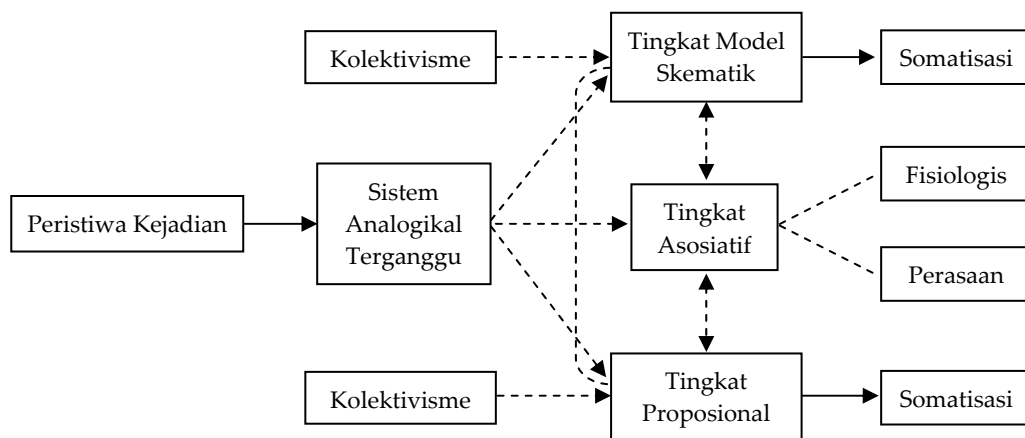 Kolektivisme
Tingkat Model
Skematik
Somatisasi
Peristiwa Kejadian
Sistem
Analogikal
Terganggu
Tingkat
Asosiatif
Fisiologis
Perasaan
Kolektivisme
Tingkat
Proposional
Somatisasi